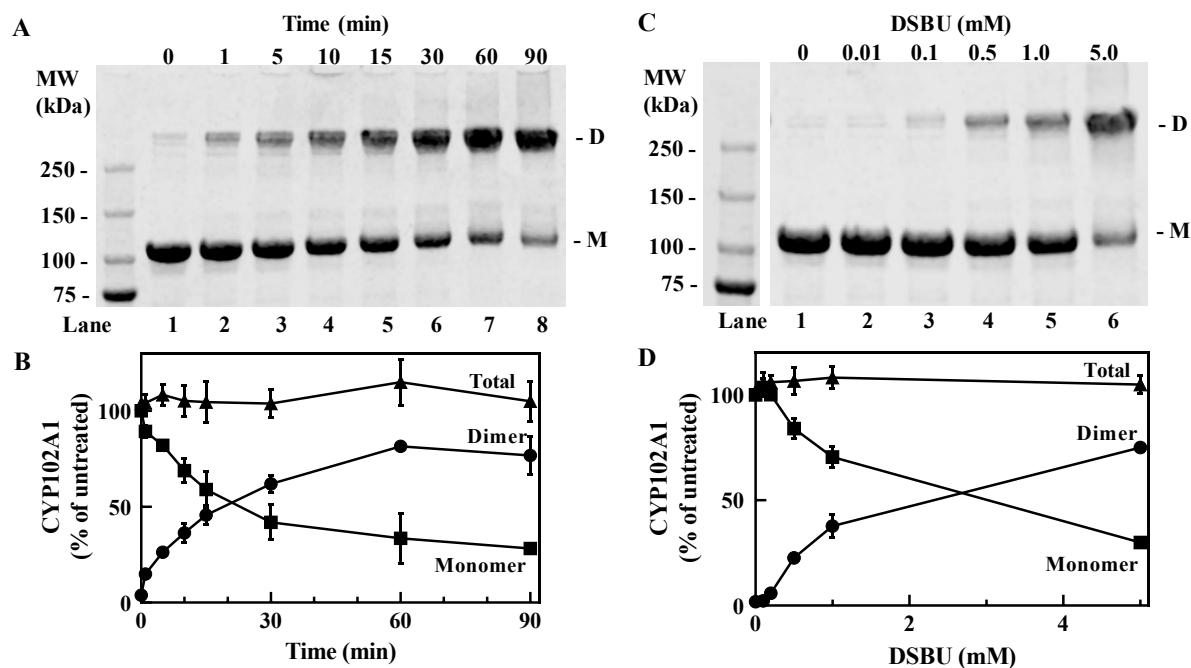 A
Time (min)
0 1 5 10 15 30 60 90
MW
(kDa)
250 -
150 -
100 -
75 -
- D
- M
Lane 1 2 3 4 5 6 7 8
B
CYP102A1
(% of untreated)
100
50
0
Total
Dimer
Monomer
0 30 60 90
Time (min)
C
DSBU (mM)
0 0.01 0.1 0.5 1.0 5.0
MW
(kDa)
250 -
150 -
100 -
75 -
- D
- M
Lane 1 2 3 4 5 6
D
CYP102A1
(% of untreated)
100
50
0
Total
Dimer
Monomer
0 2 4
DSBU (mM)